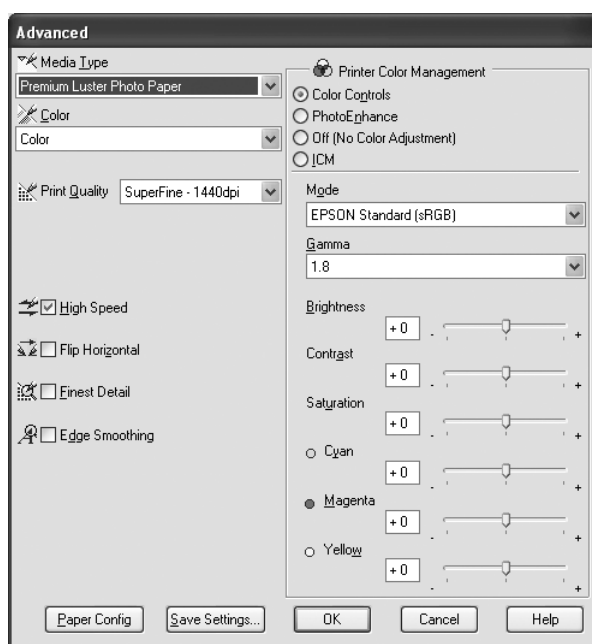 Advanced
Media Type
Premium Luster Photo Paper
Color
Color
Print Quality SuperFine - 1440dpi
High Speed
Flip Horizontal
Finest Detail
Edge Smoothing
Printer Color Management
Color Controls
PhotoEnhance
Off (No Color Adjustment)
ICM
Mode
EPSON Standard (sRGB)
Gamma
1.8
Brightness
+ 0 - +
Contrast
+ 0 - +
Saturation
+ 0 - +
Cyan
+ 0 - +
Magenta
+ 0 - +
Yellow
+ 0 - +
Paper Config Save Settings... OK Cancel Help